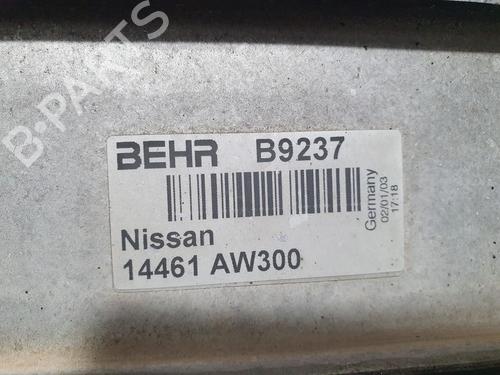 B-PARTS
BEHR B9237
Nissan
14461 AW300
Germany
02/01/03
17:18